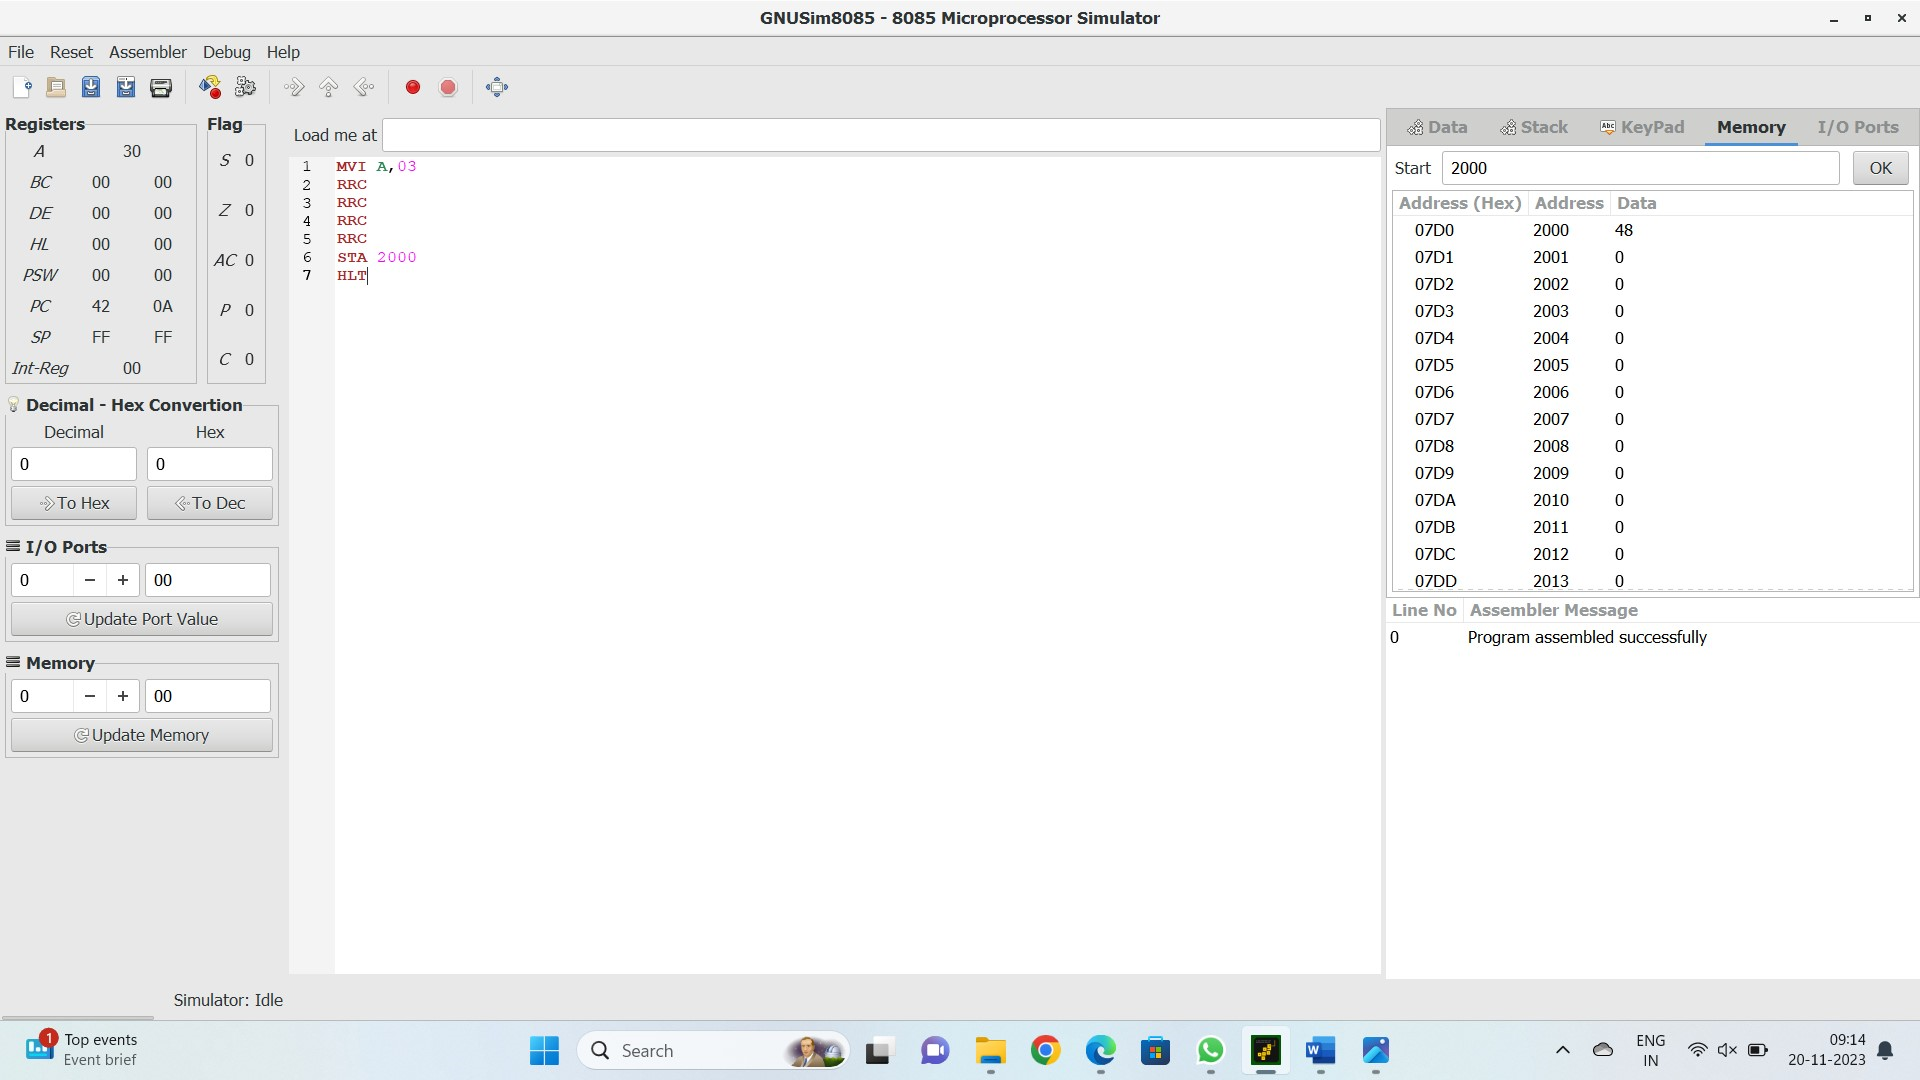 GNUSim8085 - 8085 Microprocessor Simulator
File Reset Assembler Debug Help
Registers
A 30
BC 00 00
DE 00 00
HL 00 00
PSW 00 00
PC 42 0A
SP FF FF
Int-Reg 00
Flag
S 0
Z 0
AC 0
P 0
C 0
Decimal - Hex Convertion
Decimal Hex
0 0
To Hex To Dec
I/O Ports
0 - + 00
Update Port Value
Memory
0 - + 00
Update Memory
Load me at
1 MVI A,03
2 RRC
3 RRC
4 RRC
5 RRC
6 STA 2000
7 HLT
Data Stack Abc KeyPad Memory I/O Ports
Start 2000 OK
Address (Hex) Address Data
07D0 2000 48
07D1 2001 0
07D2 2002 0
07D3 2003 0
07D4 2004 0
07D5 2005 0
07D6 2006 0
07D7 2007 0
07D8 2008 0
07D9 2009 0
07DA 2010 0
07DB 2011 0
07DC 2012 0
07DD 2013 0
Line No Assembler Message
0 Program assembled successfully
Simulator: Idle
1 Top events
Event brief
Search
W
ENG
IN
09:14
20-11-2023